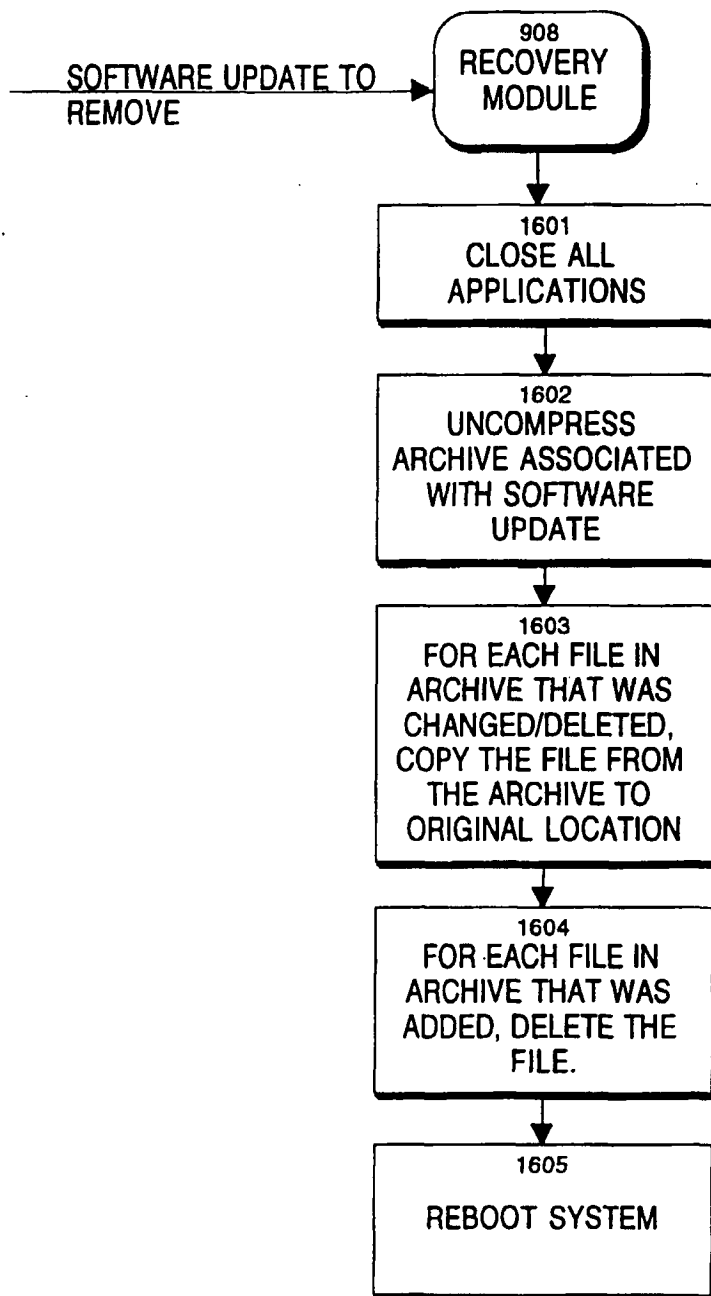 SOFTWARE UPDATE TO
REMOVE
908
RECOVERY
MODULE
1601
CLOSE ALL
APPLICATIONS
1602
UNCOMPRESS
ARCHIVE ASSOCIATED
WITH SOFTWARE
UPDATE
1603
FOR EACH FILE IN
ARCHIVE THAT WAS
CHANGED/DELETED,
COPY THE FILE FROM
THE ARCHIVE TO
ORIGINAL LOCATION
1604
FOR EACH FILE IN
ARCHIVE THAT WAS
ADDED, DELETE THE
FILE.
1605
REBOOT SYSTEM